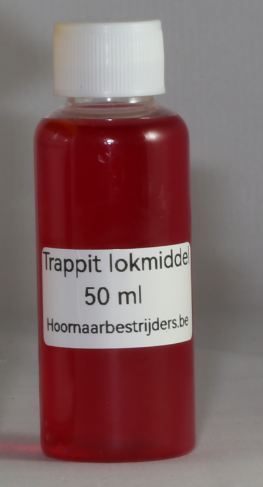 Trappit lokmiddel
50 ml
Hoornaarbestrijders.be